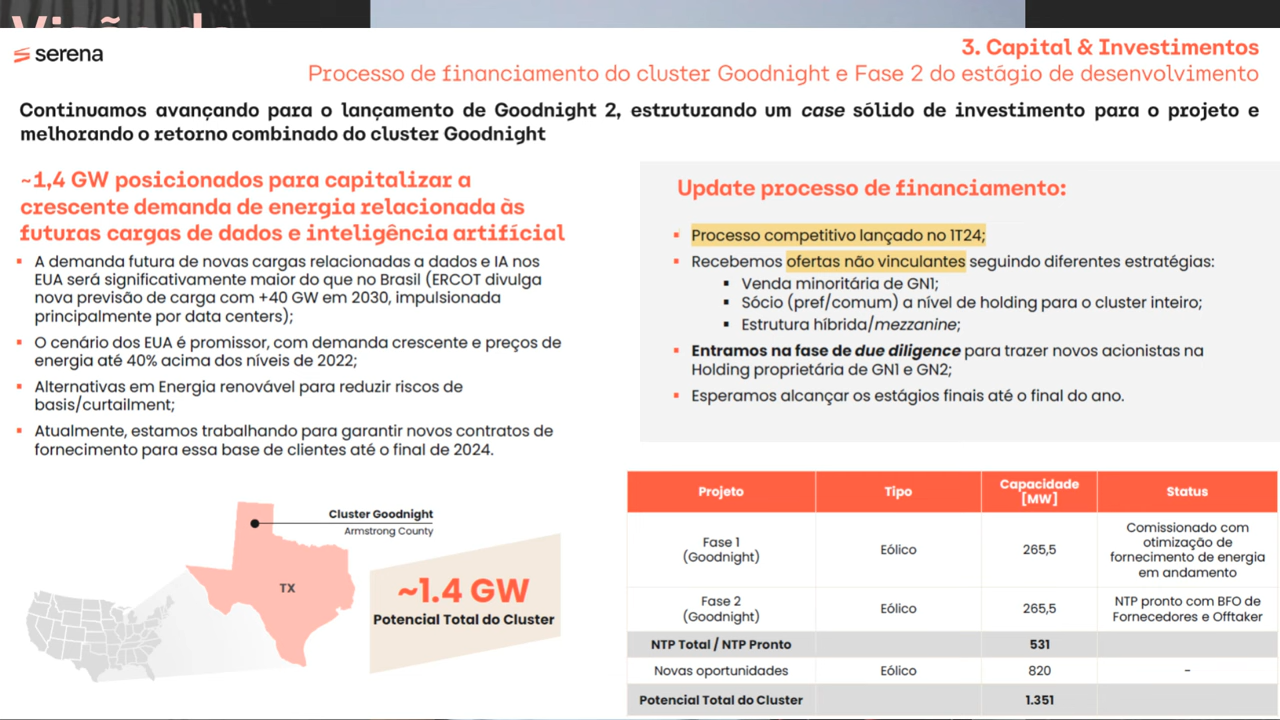 Visão do
serena
3. Capital & Investimentos
Processo de financiamento do cluster Goodnight e Fase 2 do estágio de desenvolvimento
Continuamos avançando para o lançamento de Goodnight 2, estruturando um case sólido de investimento para o projeto e
melhorando o retorno combinado do cluster Goodnight
~1,4 GW posicionados para capitalizar a
crescente demanda de energia relacionada às
futuras cargas de dados e inteligência artifícial
▪ A demanda futura de novas cargas relacionadas a dados e IA nos
EUA será significativamente maior do que no Brasil (ERCOT divulga
nova previsão de carga com +40 GW em 2030, impulsionada
principalmente por data centers);
▪ O cenário dos EUA é promissor, com demanda crescente e preços de
energia até 40% acima dos níveis de 2022;
▪ Alternativas em Energia renovável para reduzir riscos de
basis/curtailment;
▪ Atualmente, estamos trabalhando para garantir novos contratos de
fornecimento para essa base de clientes até o final de 2024.
Cluster Goodnight
Armstrong County
TX
~1.4 GW
Potencial Total do Cluster
Update processo de financiamento:
▪ Processo competitivo lançado no 1T24;
▪ Recebemos ofertas não vinculantes seguindo diferentes estratégias:
▪ Venda minoritária de GN1;
▪ Sócio (pref/comum) a nível de holding para o cluster inteiro;
▪ Estrutura híbrida/mezzanine;
▪ Entramos na fase de due diligence para trazer novos acionistas na
Holding proprietária de GN1 e GN2;
▪ Esperamos alcançar os estágios finais até o final do ano.
Projeto Tipo Capacidade [MW] Status
Fase 1 (Goodnight) Eólico 265,5 Comissionado com otimização de fornecimento de energia em andamento
Fase 2 (Goodnight) Eólico 265,5 NTP pronto com BFO de Fornecedores e Offtaker
NTP Total / NTP Pronto 531
Novas oportunidades Eólico 820 -
Potencial Total do Cluster 1.351